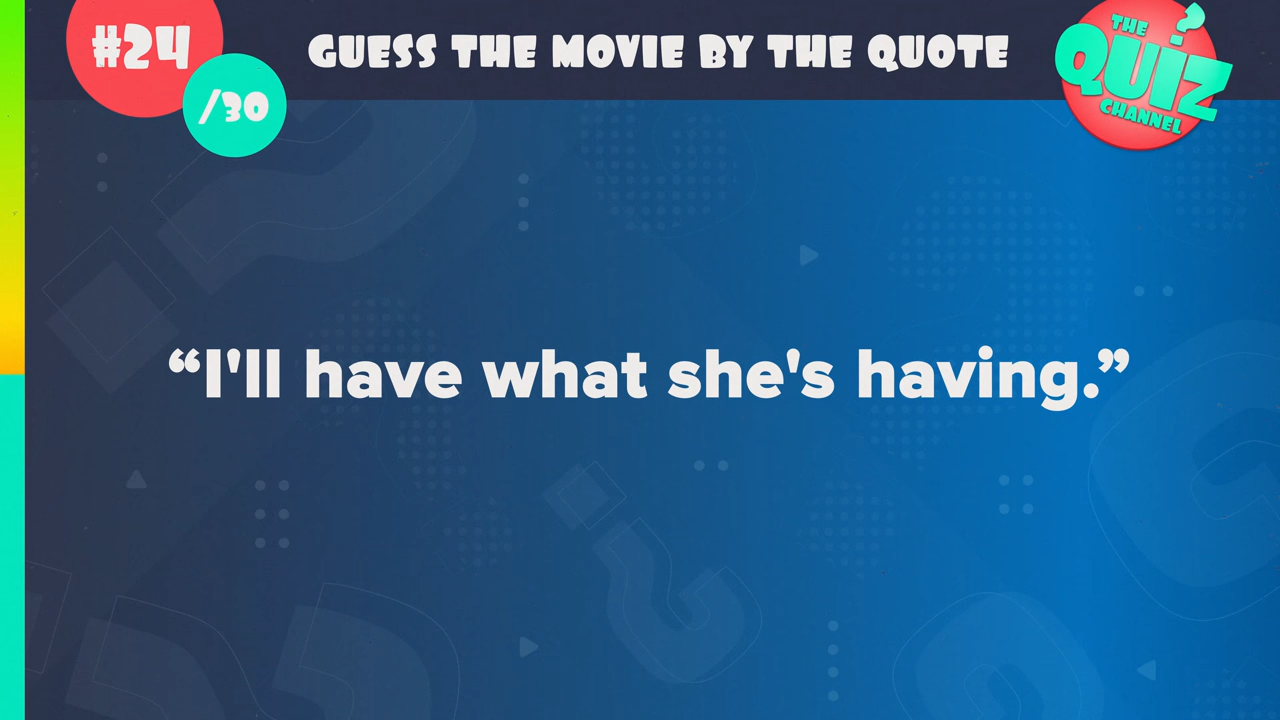 #24
/30
GUESS THE MOVIE BY THE QUOTE
THE
QUIZ
CHANNEL
“I'll have what she's having.”